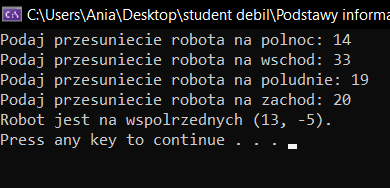 C:\Users\Ania\Desktop\student debil\Podstawy informa
Podaj przesuniecie robota na polnoc: 14
Podaj przesuniecie robota na wschod: 33
Podaj przesuniecie robota na poludnie: 19
Podaj przesuniecie robota na zachod: 20
Robot jest na wspolrzednych (13, -5).
Press any key to continue . . .